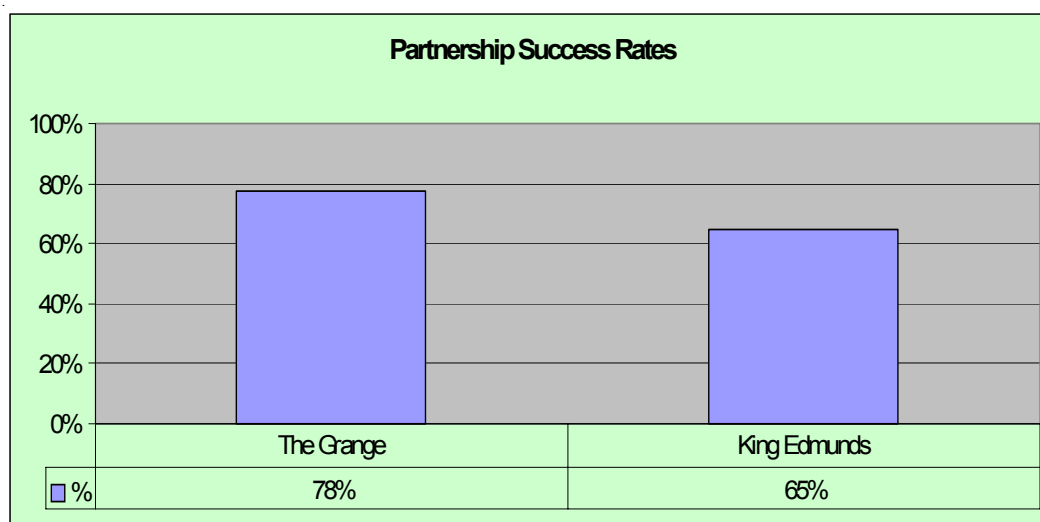 Partnership Success Rates
100%
80%
60%
40%
20%
0%
The Grange King Edmunds
% 78% 65%